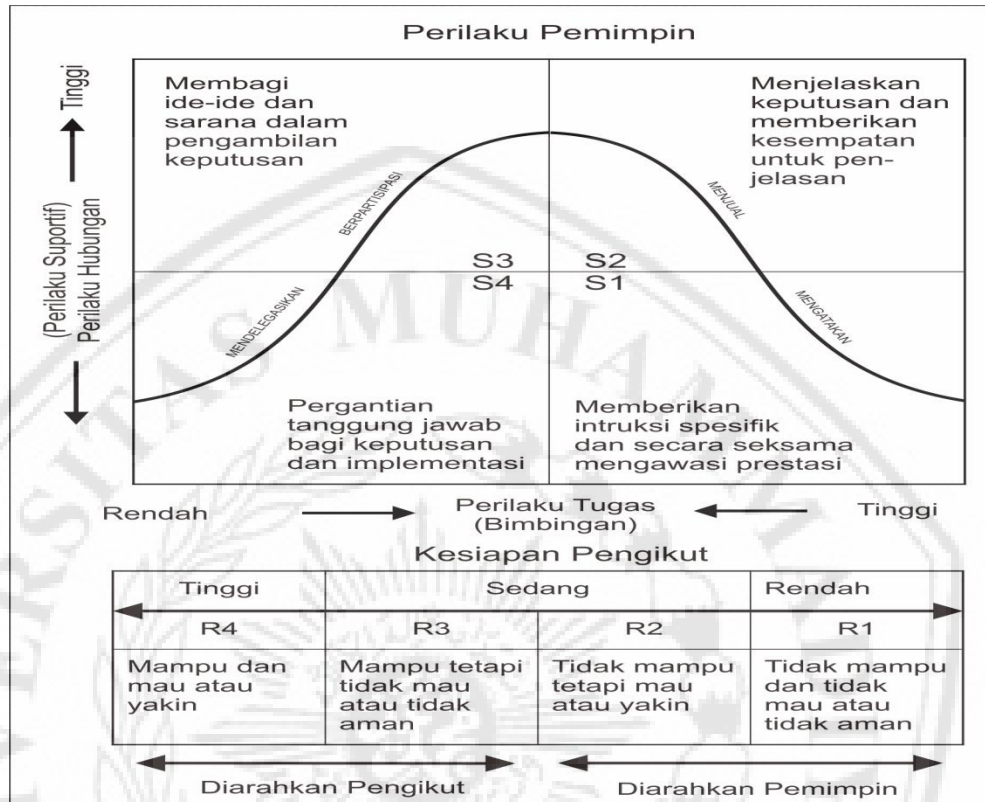 Perilaku Pemimpin
Tinggi
(Perilaku Suportif)
Perilaku Hubungan
Membagi
ide-ide dan
sarana dalam
pengambilan
keputusan
Menjelaskan
keputusan dan
memberikan
kesempatan
untuk pen-
jelasan
BERPARTISIPASI
MENJUAL
S3 S2
S4 S1
MENDELEGASIKAN
MENGATAKAN
Pergantian
tanggung jawab
bagi keputusan
dan implementasi
Memberikan
intruksi spesifik
dan secara seksama
mengawasi prestasi
Rendah
Perilaku Tugas
(Bimbingan)
Tinggi
Kesiapan Pengikut
Tinggi Sedang Rendah
R4 R3 R2 R1
Mampu dan
mau atau
yakin
Mampu tetapi
tidak mau
atau tidak
aman
Tidak mampu
tetapi mau
atau yakin
Tidak mampu
dan tidak
mau atau
tidak aman
Diarahkan Pengikut Diarahkan Pemimpin